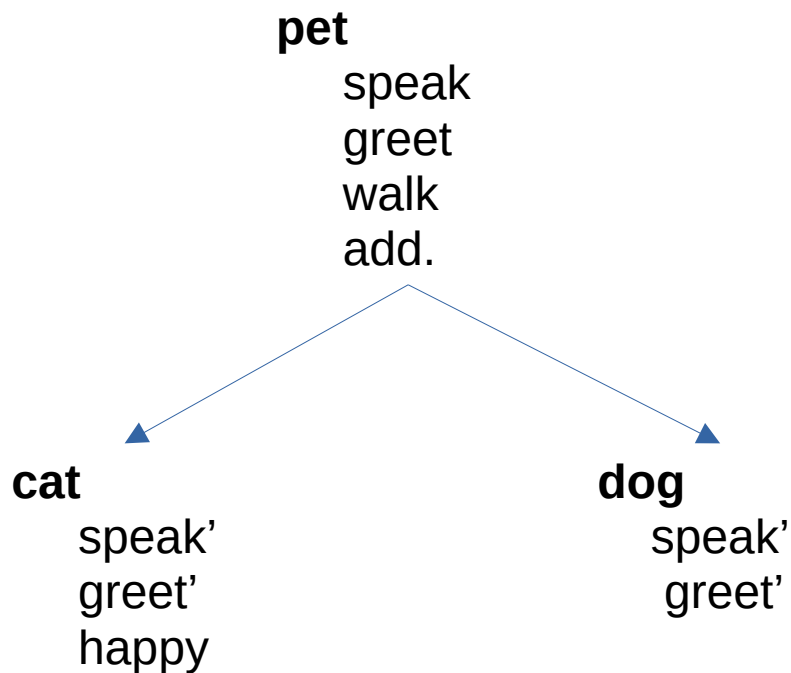 pet
speak
greet
walk
add.
cat
speak’
greet’
happy
dog
speak’
greet’